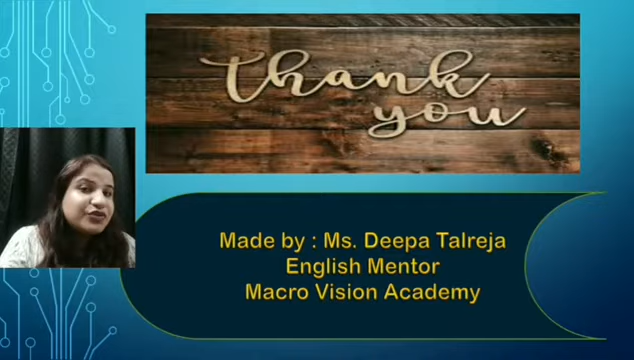 Thank
you
Made by : Ms. Deepa Talreja
English Mentor
Macro Vision Academy